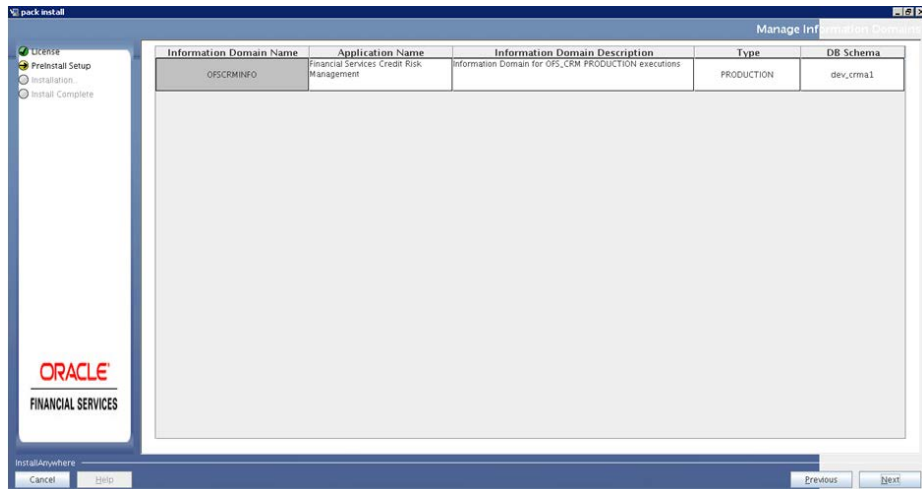 pack install
Manage Information Domains
License
PreInstall Setup
Installation...
Install Complete
Information Domain Name Application Name Information Domain Description Type DB Schema
OFSCRMINFO Financial Services Credit Risk Management Information Domain for OFS_CRM PRODUCTION executions PRODUCTION dev_crma1
ORACLE
FINANCIAL SERVICES
InstallAnywhere
Cancel Help Previous Next